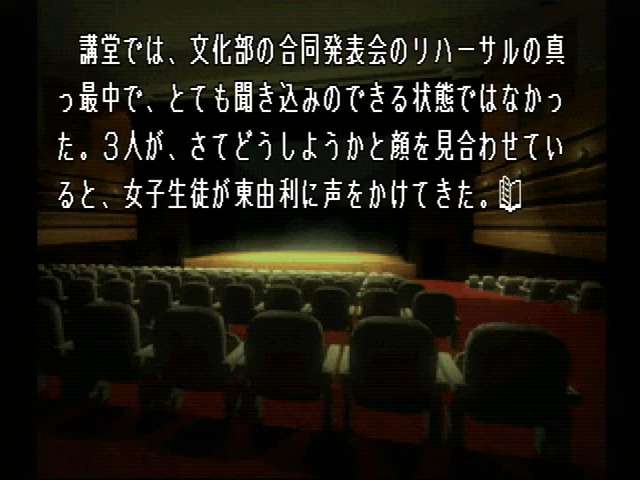 講堂では、文化部の合同発表会のリハーサルの真
っ最中で、とても聞き込みのできる状態ではなかっ
た。３人が、さてどうしようかと顔を見合わせてい
ると、女子生徒が東由利に声をかけてきた。